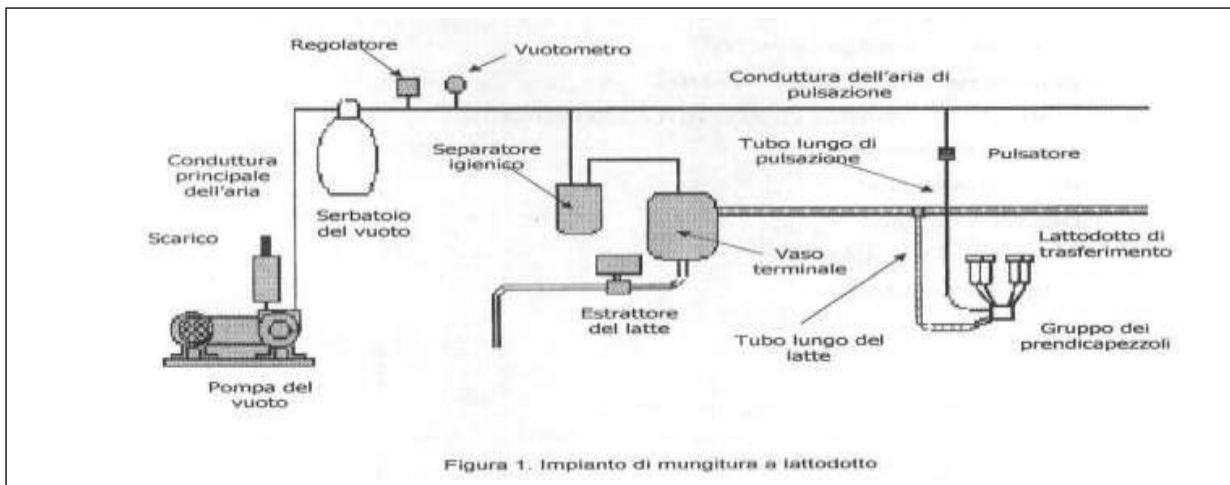 Regolatore
Vuotometro
Conduttura dell'aria di
pulsazione
Separatore
igienico
Tubo lungo di
pulsazione
Pulsatore
Conduttura
principale
dell'aria
Serbatoio
del vuoto
Scarico
Vaso
terminale
Lattodotto di
trasferimento
Estrattore
del latte
Tubo lungo del
latte
Gruppo dei
prendicapezzoli
Pompa del
vuoto
Figura 1. Impianto di mungitura a lattodotto